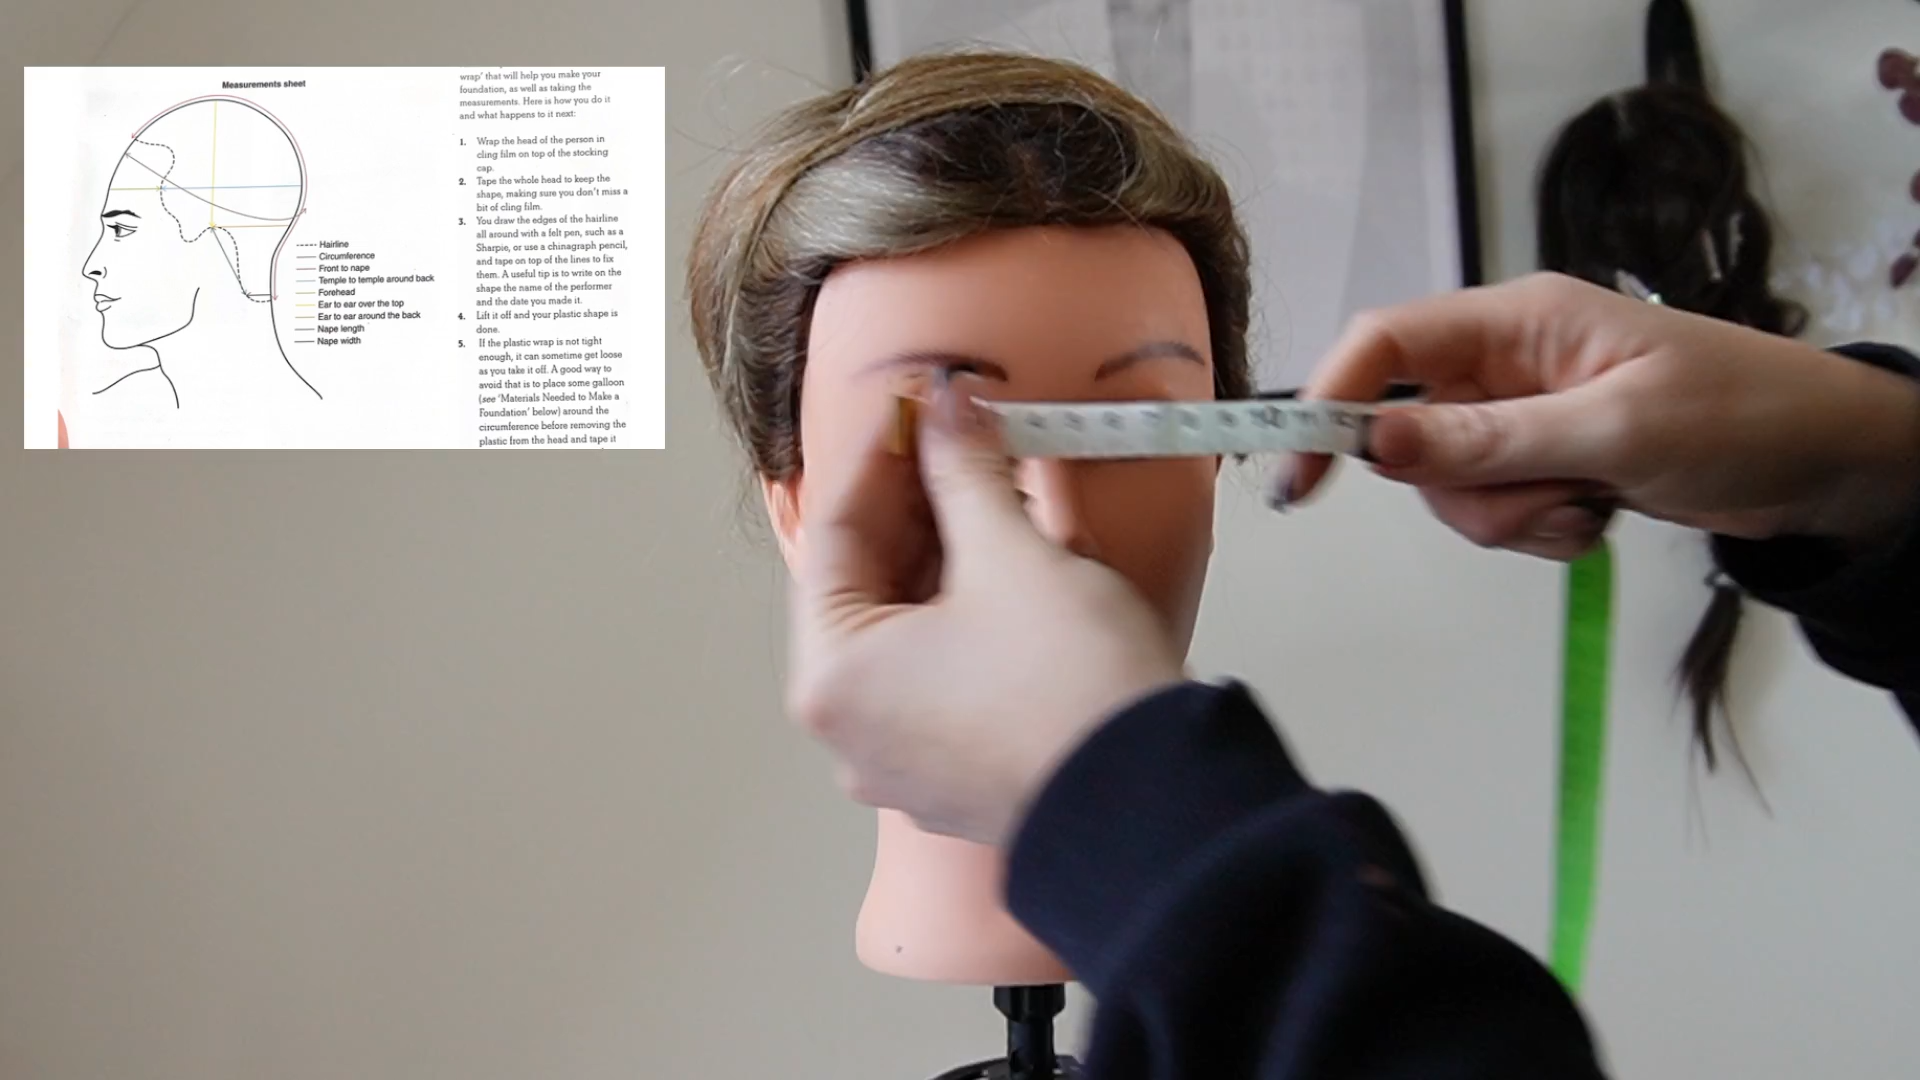 Measurements sheet
Hairline
Circumference
Front to nape
Temple to temple around back
Forehead
Ear to ear over the top
Ear to ear around the back
Nape length
Nape width
wrap' that will help you make your
foundation, as well as taking the
measurements. Here is how you do it
and what happens to it next:
1. Wrap the head of the person in
cling film on top of the stocking
cap.
2. Tape the whole head to keep the
shape, making sure you don't miss a
bit of cling film.
3. You draw the edges of the hairline
all around with a felt pen, such as a
Sharpie, or use a chinagraph pencil,
and tape on top of the lines to fix
them. A useful tip is to write on the
shape the name of the performer
and the date you made it.
4. Lift it off and your plastic shape is
done.
5. If the plastic wrap is not tight
enough, it can sometime get loose
as you take it off. A good way to
avoid that is to place some galloon
(see 'Materials Needed to Make a
Foundation' below) around the
circumference before removing the
plastic from the head and tape it
4 5 6 7 8 9 10 11